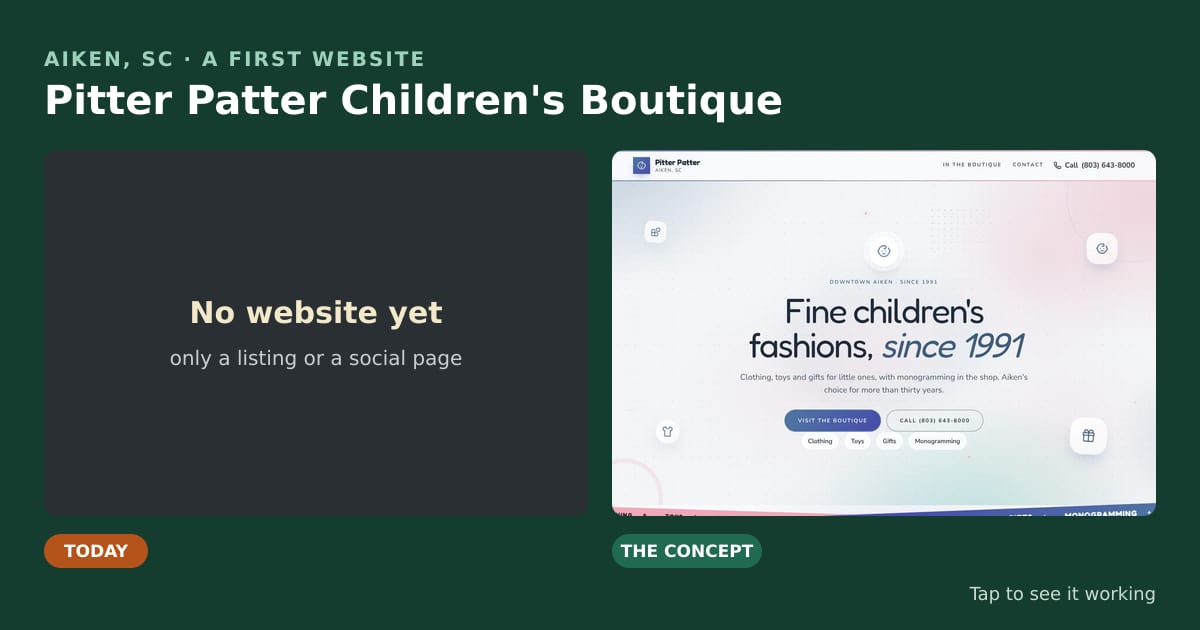 AIKEN, SC · A FIRST WEBSITE
Pitter Patter Children's Boutique
No website yet
only a listing or a social page
Pitter Patter
AIKEN, SC
IN THE BOUTIQUE
CONTACT
Call (803) 643-8000
DOWNTOWN AIKEN · SINCE 1991
Fine children's
fashions, since 1991
Clothing, toys and gifts for little ones, with monogramming in the shop. Aiken's
choice for more than thirty years.
VISIT THE BOUTIQUE
CALL (803) 643-8000
Clothing
Toys
Gifts
Monogramming
MONOGRAMMING
TODAY
THE CONCEPT
Tap to see it working